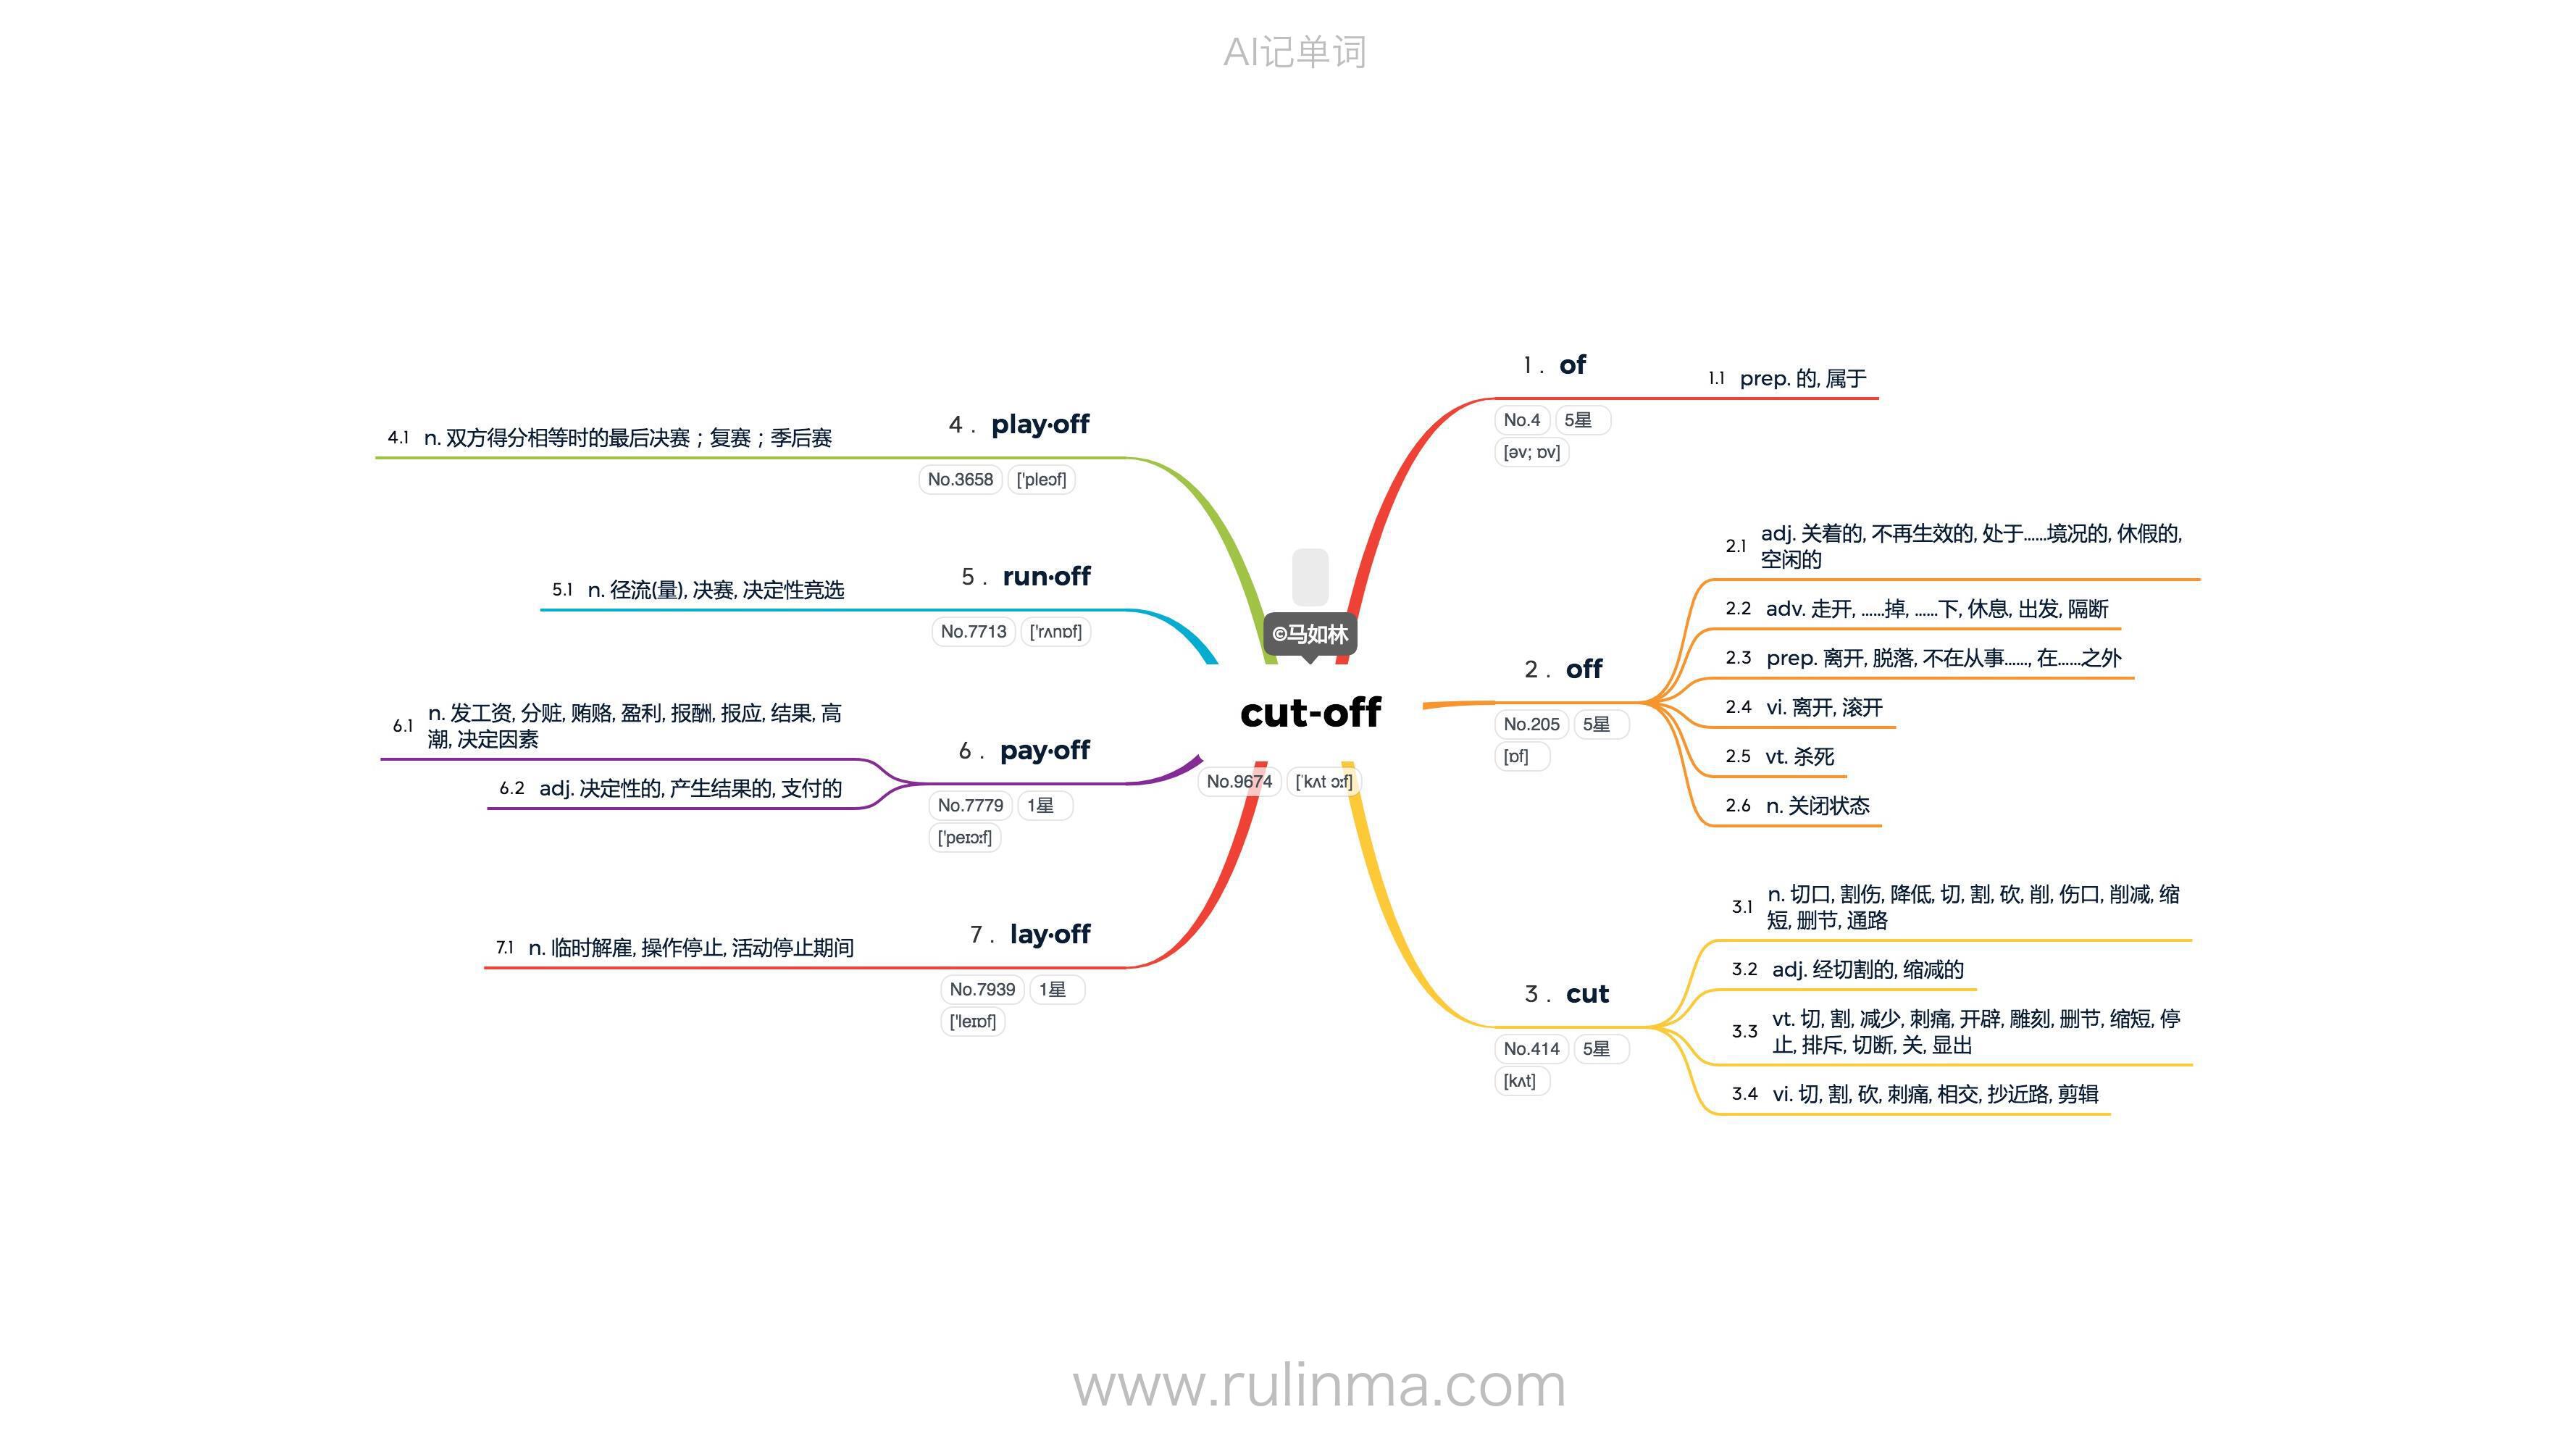 AI记单词
©马如林
cut-off
No.9674 [ˈkʌt ɔːf]
1 . of
No.4 5星
[əv; ɒv]
1.1 prep. 的, 属于
2 . off
No.205 5星
[ɒf]
2.1 adj. 关着的, 不再生效的, 处于……境况的, 休假的,
空闲的
2.2 adv. 走开, ……掉, ……下, 休息, 出发, 隔断
2.3 prep. 离开, 脱落, 不在从事……, 在……之外
2.4 vi. 离开, 滚开
2.5 vt. 杀死
2.6 n. 关闭状态
3 . cut
No.414 5星
[kʌt]
3.1 n. 切口, 割伤, 降低, 切, 割, 砍, 削, 伤口, 削减, 缩
短, 删节, 通路
3.2 adj. 经切割的, 缩减的
3.3 vt. 切, 割, 减少, 刺痛, 开辟, 雕刻, 删节, 缩短, 停
止, 排斥, 切断, 关, 显出
3.4 vi. 切, 割, 砍, 刺痛, 相交, 抄近路, 剪辑
4 . play·off
No.3658 ['pleɔf]
4.1 n. 双方得分相等时的最后决赛；复赛；季后赛
5 . run·off
No.7713 ['rʌnɒf]
5.1 n. 径流(量), 决赛, 决定性竞选
6 . pay·off
No.7779 1星
['peɪɔːf]
6.1 n. 发工资, 分赃, 贿赂, 盈利, 报酬, 报应, 结果, 高
潮, 决定因素
6.2 adj. 决定性的, 产生结果的, 支付的
7 . lay·off
No.7939 1星
['leɪɒf]
7.1 n. 临时解雇, 操作停止, 活动停止期间
www.rulinma.com